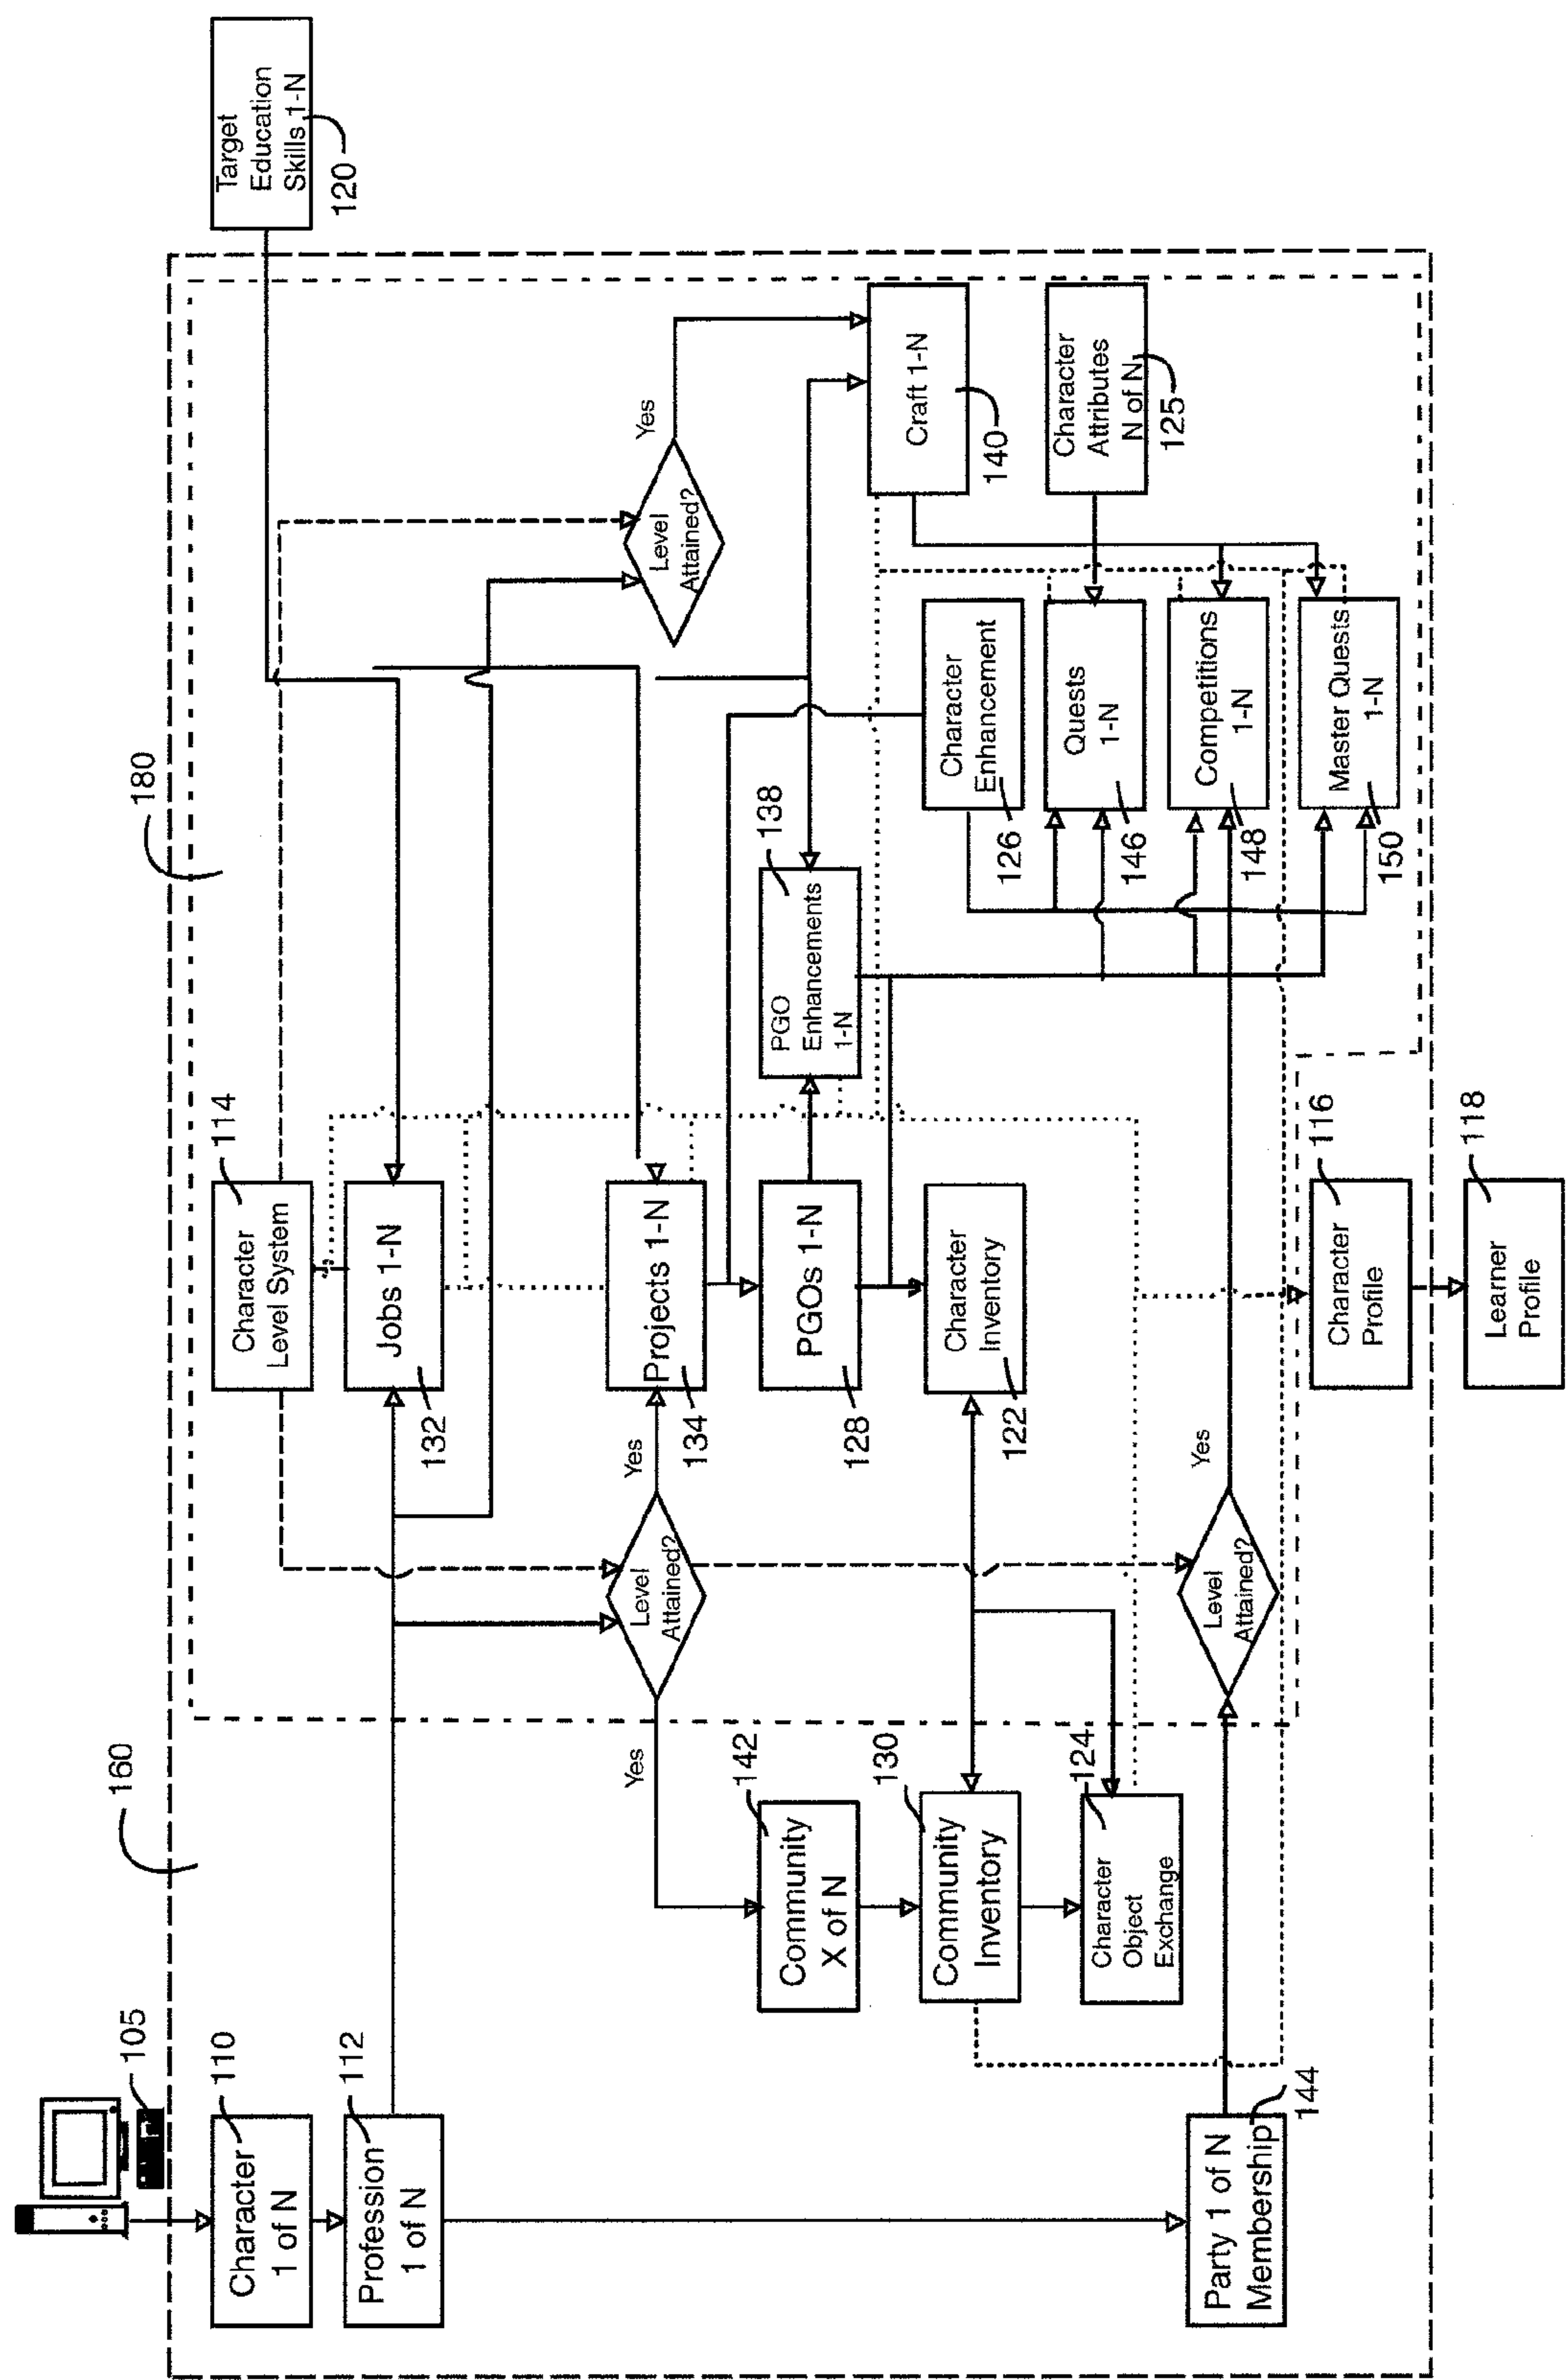 105
160
180
Character
1 of N
110
Profession
1 of N
112
Character
Level System
114
Jobs 1-N
132
Target
Education
Skills 1-N
120
Level
Attained?
Yes
Yes
Projects 1-N
134
Level
Attained?
Yes
Community
X of N
142
PGOs 1-N
128
PGO
Enhancements
1-N
138
Craft 1-N
140
Community
Inventory
130
Character
Inventory
122
Character
Enhancement
126
Character
Attributes
N of N
125
Character
Object
Exchange
124
Quests
1-N
146
Party 1 of N
Membership
144
Level
Attained?
Yes
Competitions
1-N
148
Master Quests
1-N
150
Character
Profile
116
Learner
Profile
118